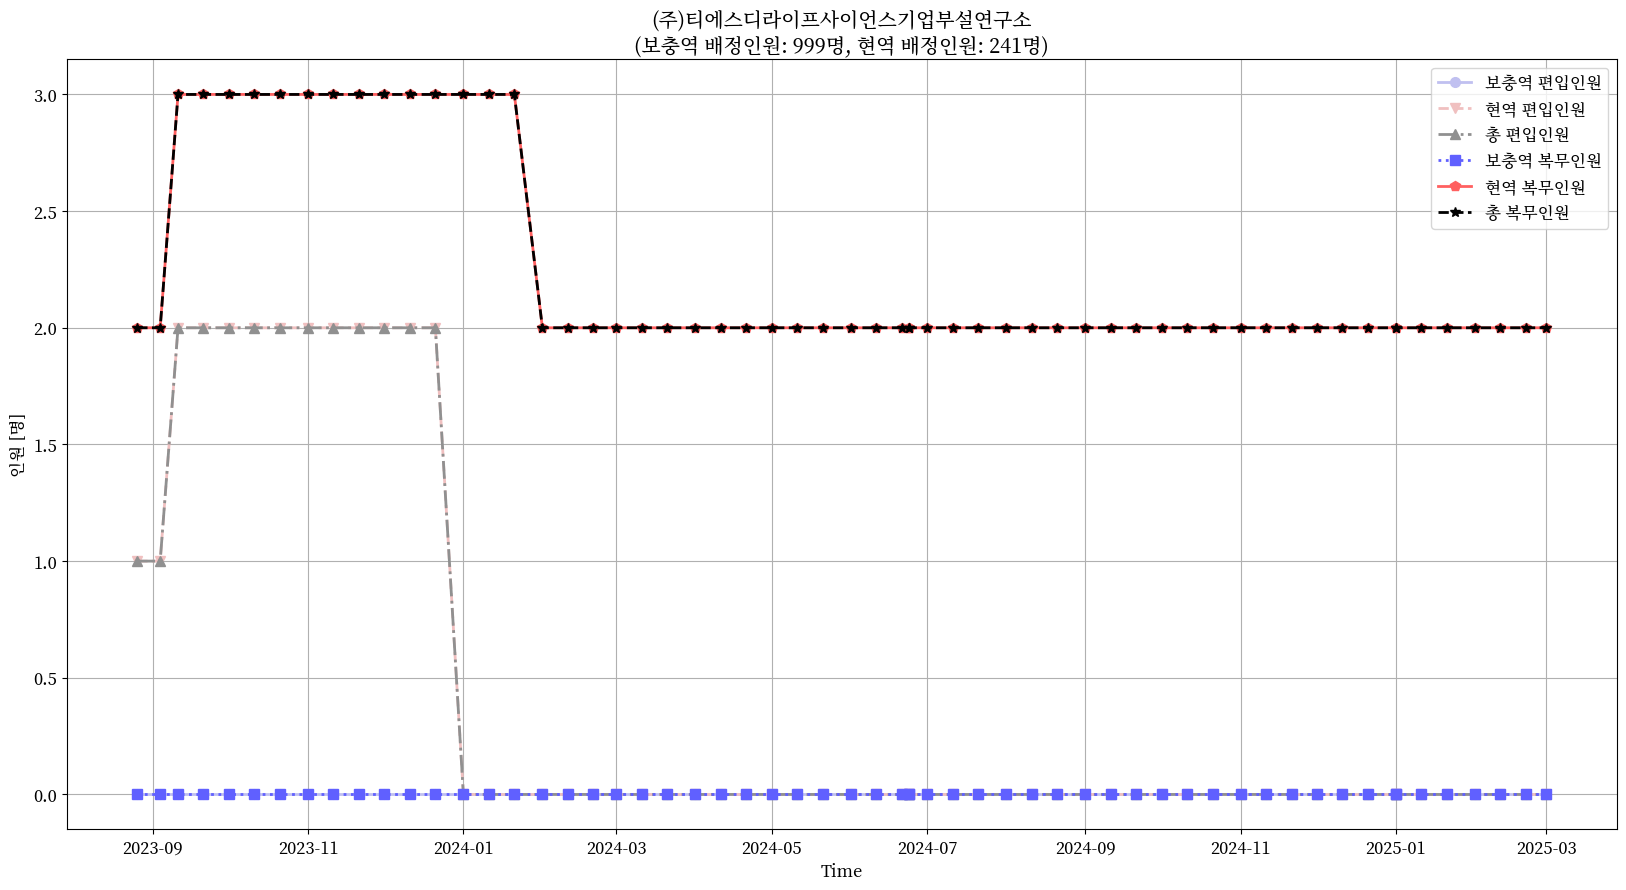 (주)티에스디라이프사이언스기업부설연구소
(보충역 배정인원: 999명, 현역 배정인원: 241명)
보충역 편입인원
현역 편입인원
총 편입인원
보충역 복무인원
현역 복무인원
총 복무인원
인원 [명]
3.0
2.5
2.0
1.5
1.0
0.5
0.0
2023-09
2023-11
2024-01
2024-03
2024-05
2024-07
2024-09
2024-11
2025-01
2025-03
Time